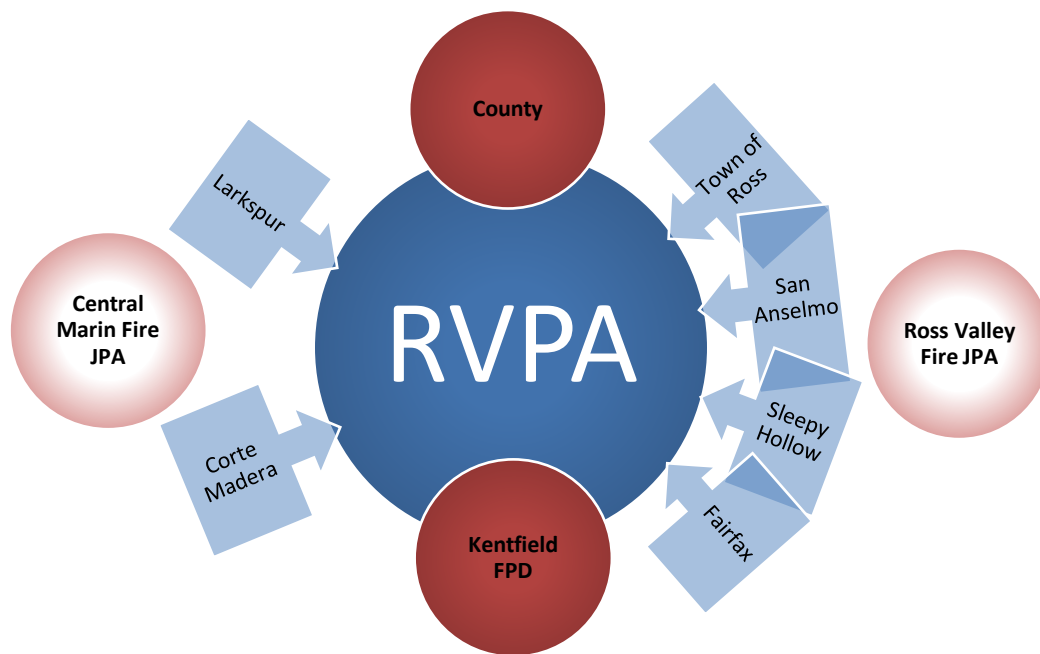 County
Larkspur
Town of
Ross
Central
Marin Fire
JPA
RVPA
San
Anselmo
Ross Valley
Fire JPA
Corte
Madera
Sleepy
Hollow
Kentfield
FPD
Fairfax